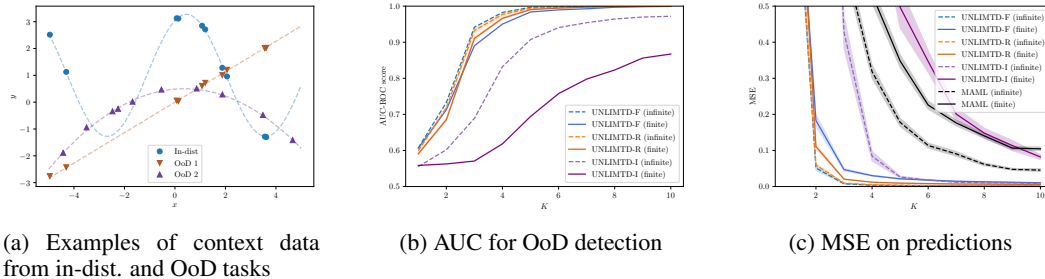 3
2
1
0
−1
−2
−3
y
−4
−2
0
2
4
x
In-dist
OoD 1
OoD 2
1.0
0.9
0.8
0.7
0.6
0.5
AUC-ROC score
2
4
6
8
10
K
UNLIMTD-F (infinite)
UNLIMTD-F (finite)
UNLIMTD-R (infinite)
UNLIMTD-R (finite)
UNLIMTD-I (infinite)
UNLIMTD-I (finite)
0.5
0.4
0.3
0.2
0.1
0.0
MSE
2
4
6
8
10
K
UNLIMTD-F (infinite)
UNLIMTD-F (finite)
UNLIMTD-R (infinite)
UNLIMTD-R (finite)
UNLIMTD-I (infinite)
UNLIMTD-I (finite)
MAML (infinite)
MAML (finite)
(a) Examples of context data
from in-dist. and OoD tasks
(b) AUC for OoD detection
(c) MSE on predictions